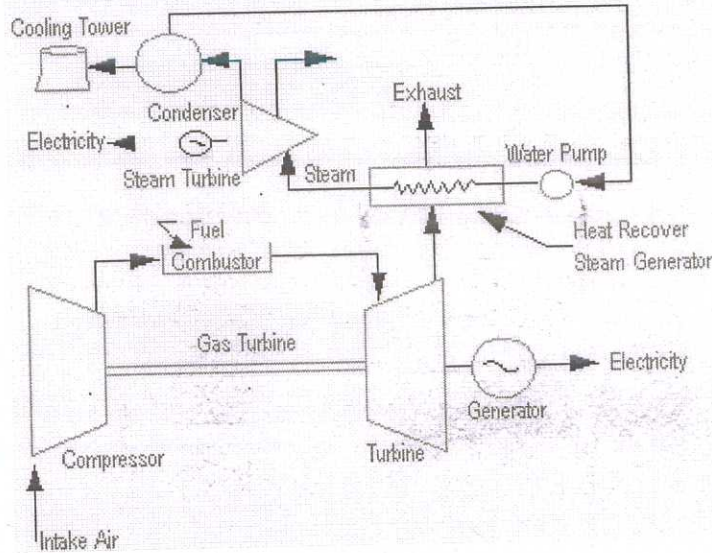 Cooling Tower
Condenser
Exhaust
Electricity
Steam Turbine
Steam
Water Pump
Fuel
Combustor
Heat Recover
Steam Generator
Gas Turbine
Electricity
Generator
Compressor
Turbine
Intake Air